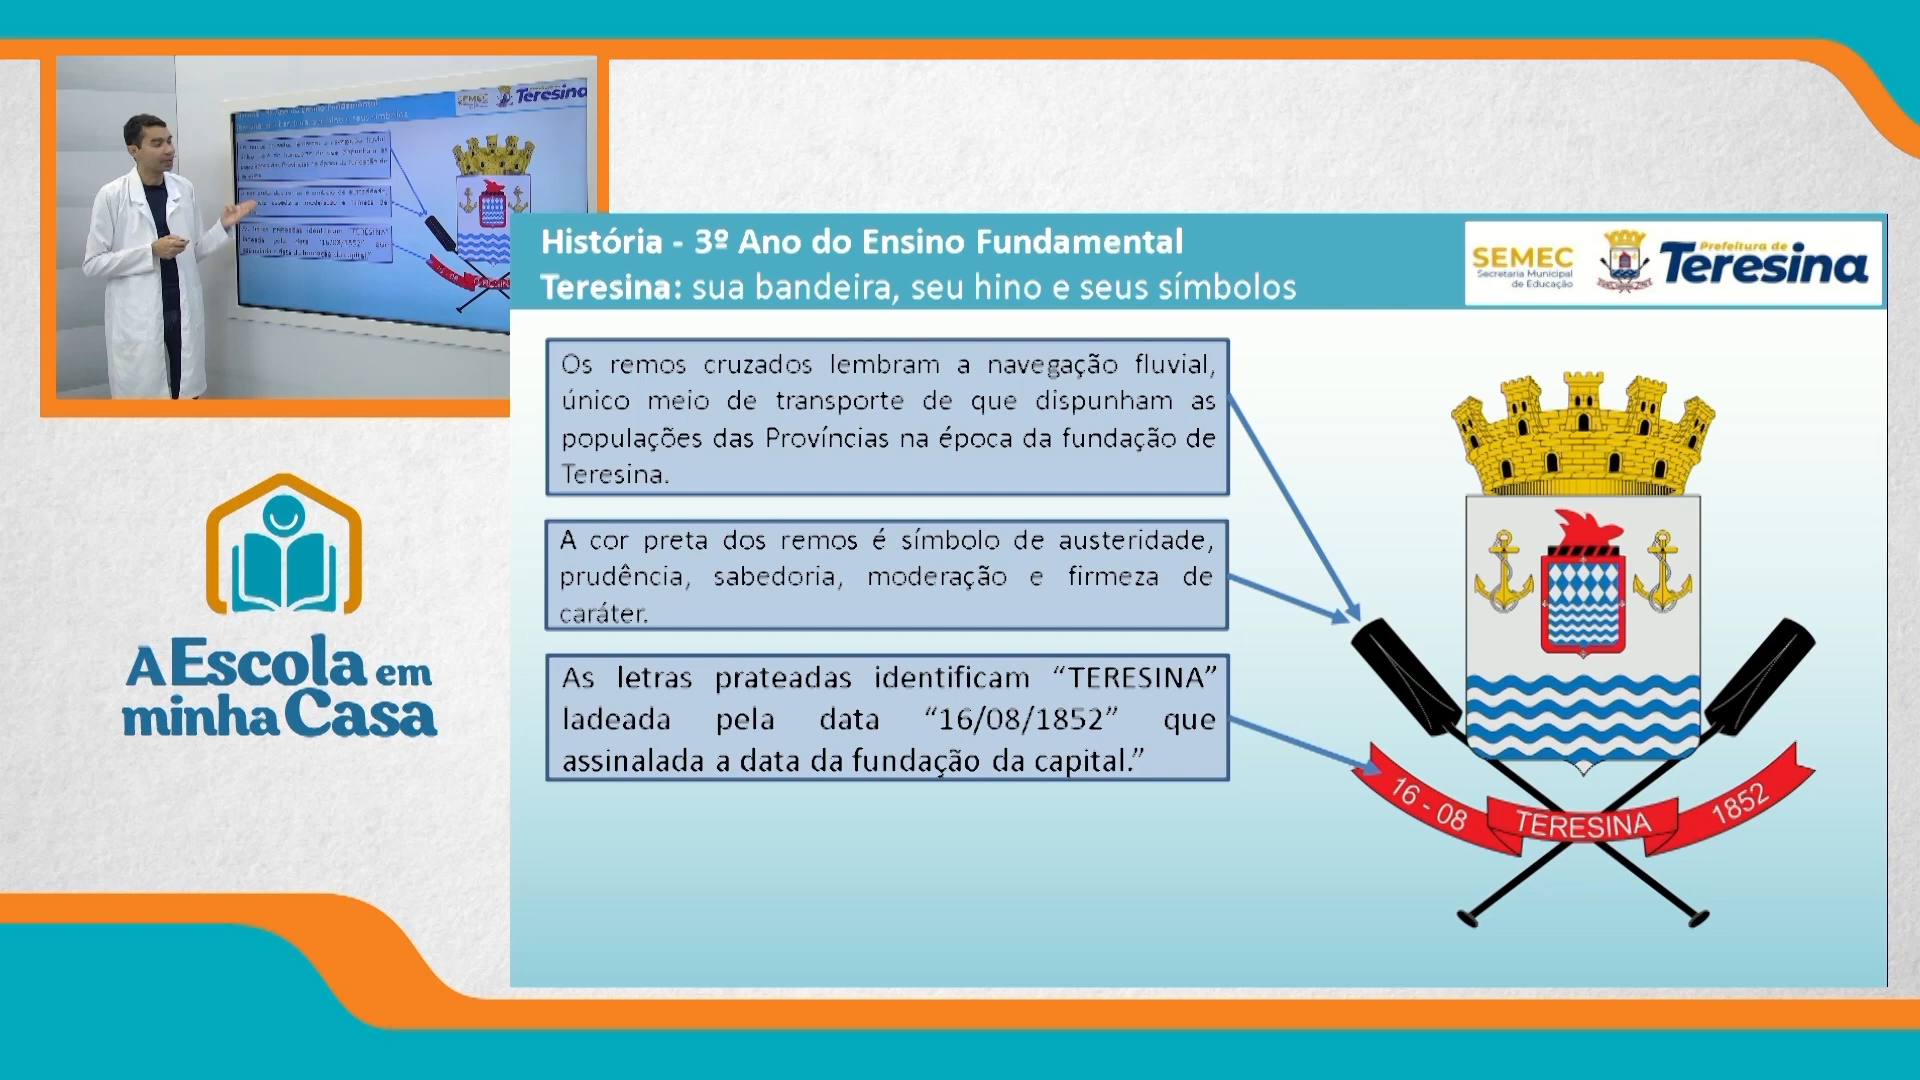 História - 3º Ano do Ensino Fundamental
Teresina: sua bandeira, seu hino e seus símbolos
SEMEC
Secretaria Municipal
de Educação
Prefeitura de
Teresina
Os remos cruzados lembram a navegação fluvial,
único meio de transporte de que dispunham as
populações das Províncias na época da fundação de
Teresina.
A cor preta dos remos é símbolo de austeridade,
prudência, sabedoria, moderação e firmeza de
caráter.
As letras prateadas identificam “TERESINA”
ladeada pela data “16/08/1852” que
assinalada a data da fundação da capital.”
16 - 08
TERESINA
1852
A Escola em
minha Casa